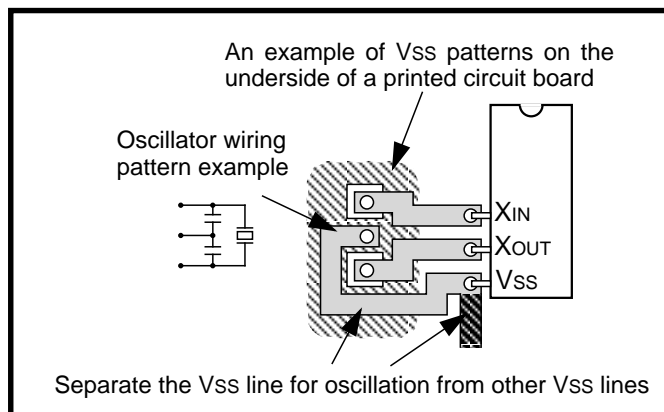 An example of VSS patterns on the
underside of a printed circuit board
Oscillator wiring
pattern example
XIN
XOUT
VSS
Separate the VSS line for oscillation from other VSS lines